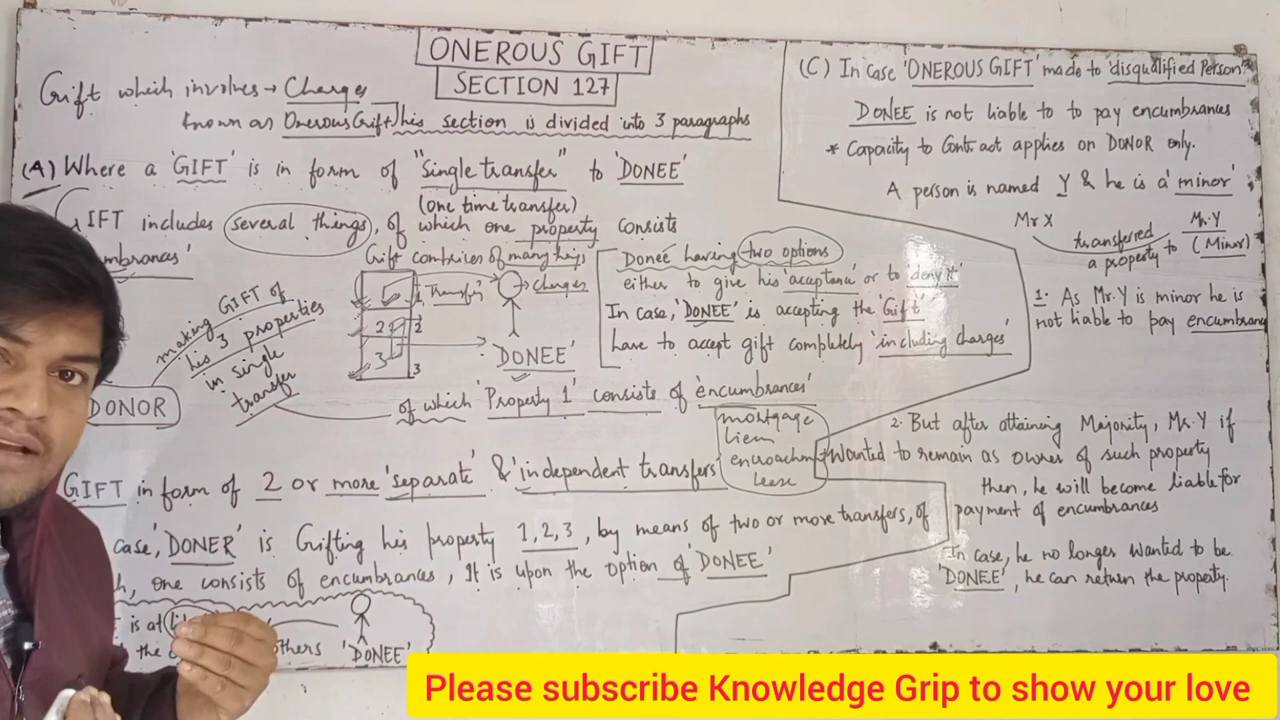 ONEROUS GIFT
SECTION 127
Gift which involves → Charges
Known as Onerous Gift
This section is divided into 3 paragraphs
(A) Where a 'GIFT' is in form of "Single transfer" to 'DONEE'
(one time transfer)
GIFT includes several things, of which one property consists
mbrances'
Gift comprises of many things
1 Transfer
→ Charges
2 2
3
3
'DONEE'
making GIFT of
his 3 properties
in single
transfer
DONOR
Donee having two options
either to give his 'acceptance' or to 'deny it'
In case, 'DONEE' is accepting the 'Gift'
have to accept gift completely 'including charges'
of which 'Property 1' consists of 'encumbrances'
mortgage
lien
encroachm
lease
GIFT in form of 2 or more 'separate' & 'independent transfers'
case, 'DONER' is Gifting his property 1, 2, 3, by means of two or more transfers, of
h, one consists of encumbrances, It is upon the option of 'DONEE'
is at
the
others 'DONEE'
(C) In case 'ONEROUS GIFT' made to 'disqualified Person'
DONEE is not liable to to pay encumbrances
* Capacity to Contract applies on DONOR only.
A person is named Y & he is a 'minor'
Mr X
transferred
a property to
Mr. Y
(Minor)
1. As Mr. Y is minor he is
not liable to pay encumbranc
2. But after attaining Majority, Mr. Y if
Wanted to remain as owner of such property
then, he will become liable for
payment of encumbrances
In case, he no longer wanted to be
'DONEE', he can return the property.
Please subscribe Knowledge Grip to show your love